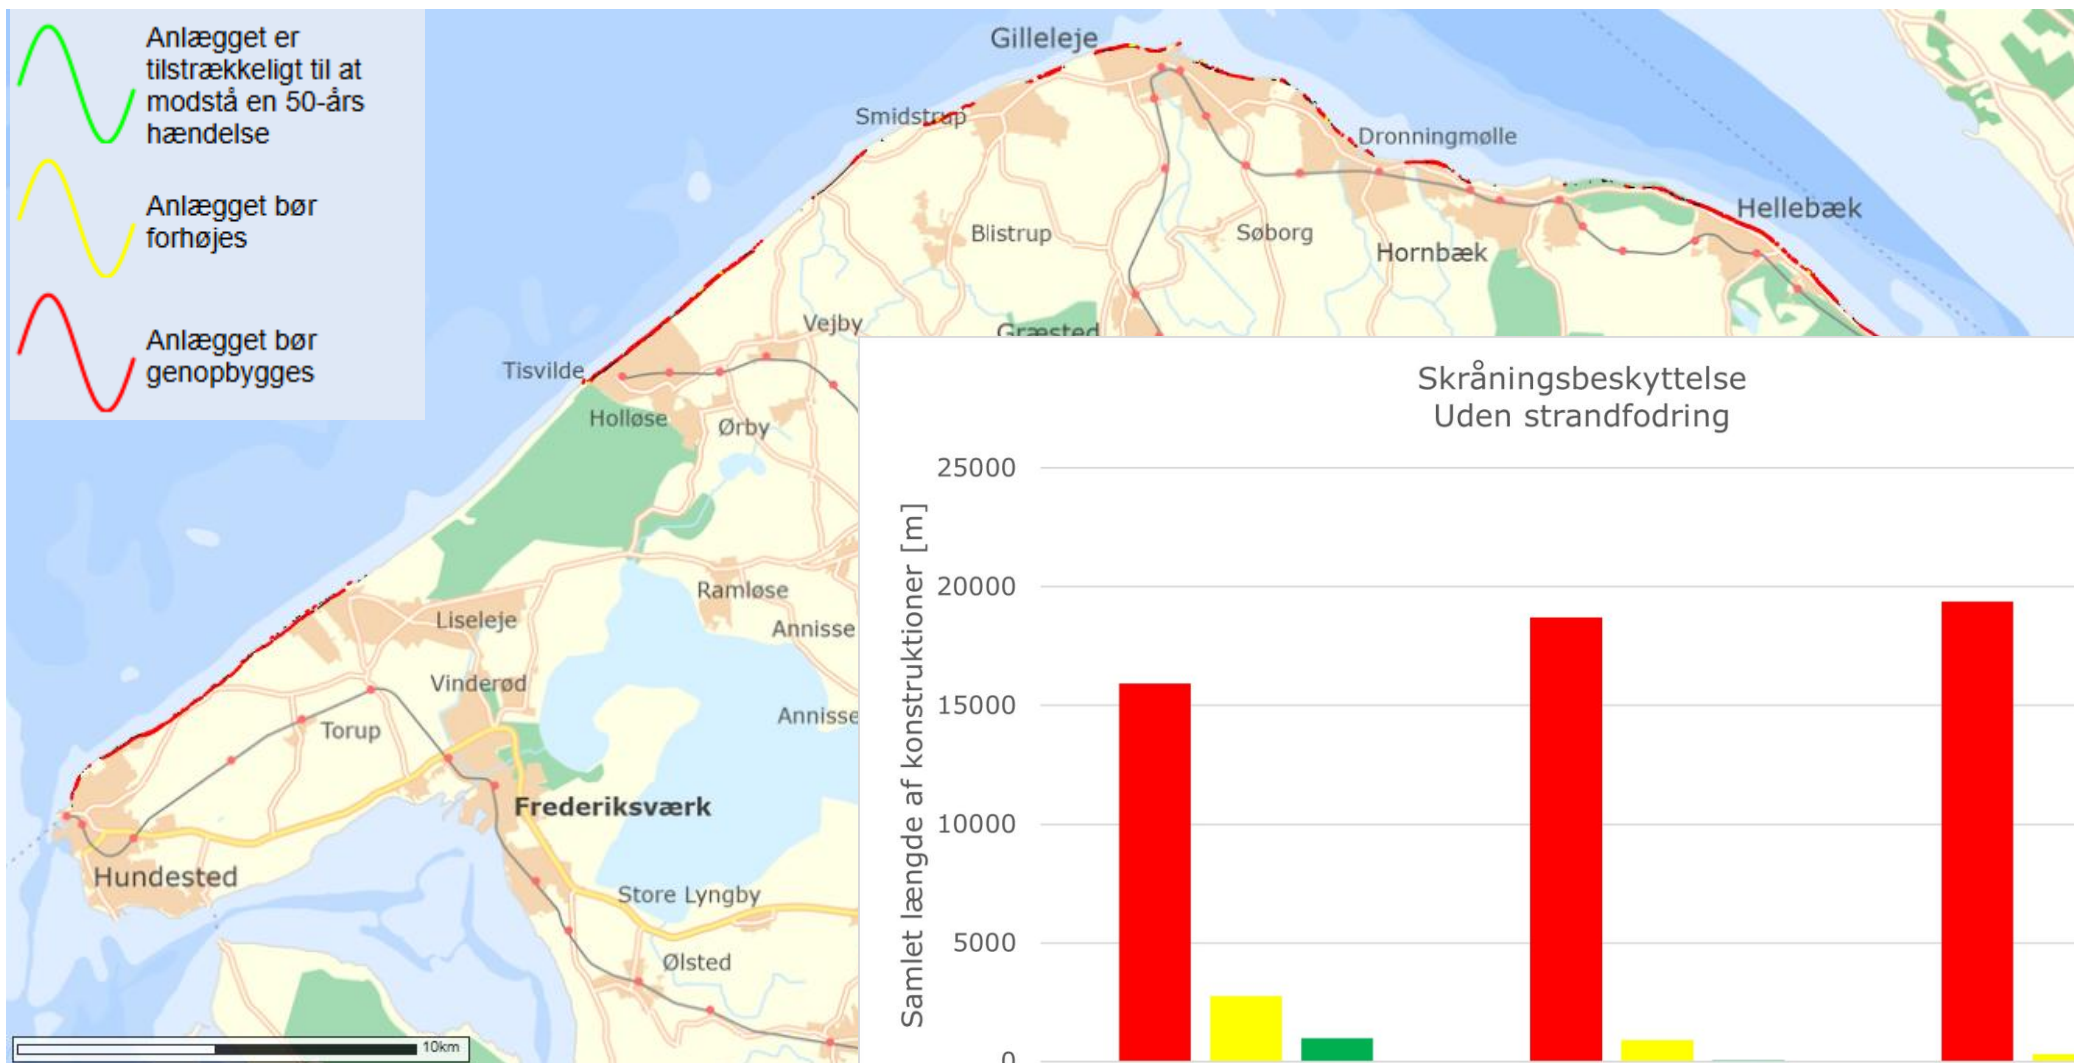 Anlægget er
tilstrækkeligt til at
modstå en 50-års
hændelse
Anlægget bør
forhøjes
Anlægget bør
genopbygges
Gilleleje
Smidstrup
Dronningmølle
Hellebæk
Blistrup
Søborg
Hornbæk
Vejby
Græsted
Tisvilde
Holløse
Ørby
Ramløse
Liseleje
Annisse
Vinderød
Annisse
Torup
Frederiksværk
Hundested
Store Lyngby
Ølsted
10km
Skråningsbeskyttelse
Uden strandfodring
Samlet længde af konstruktioner [m]
25000
20000
15000
10000
5000
0